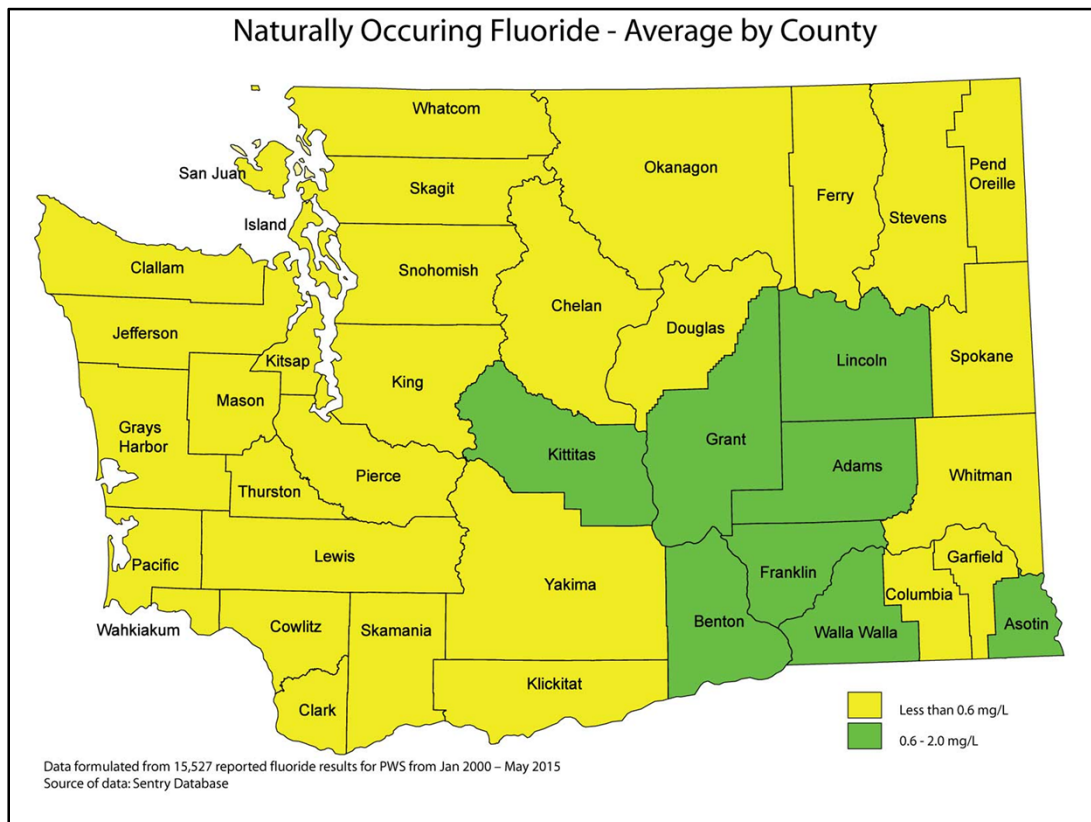 Naturally Occuring Fluoride - Average by County
Whatcom
San Juan
Skagit
Island
Okanagon
Ferry
Stevens
Pend
Oreille
Clallam
Snohomish
Chelan
Douglas
Jefferson
Kitsap
King
Lincoln
Spokane
Mason
Grays
Harbor
Kittitas
Grant
Adams
Whitman
Thurston
Pierce
Pacific
Lewis
Yakima
Franklin
Garfield
Columbia
Wahkiakum
Cowlitz
Skamania
Benton
Walla Walla
Asotin
Clark
Klickitat
Less than 0.6 mg/L
0.6 - 2.0 mg/L
Data formulated from 15,527 reported fluoride results for PWS from Jan 2000 – May 2015
Source of data: Sentry Database